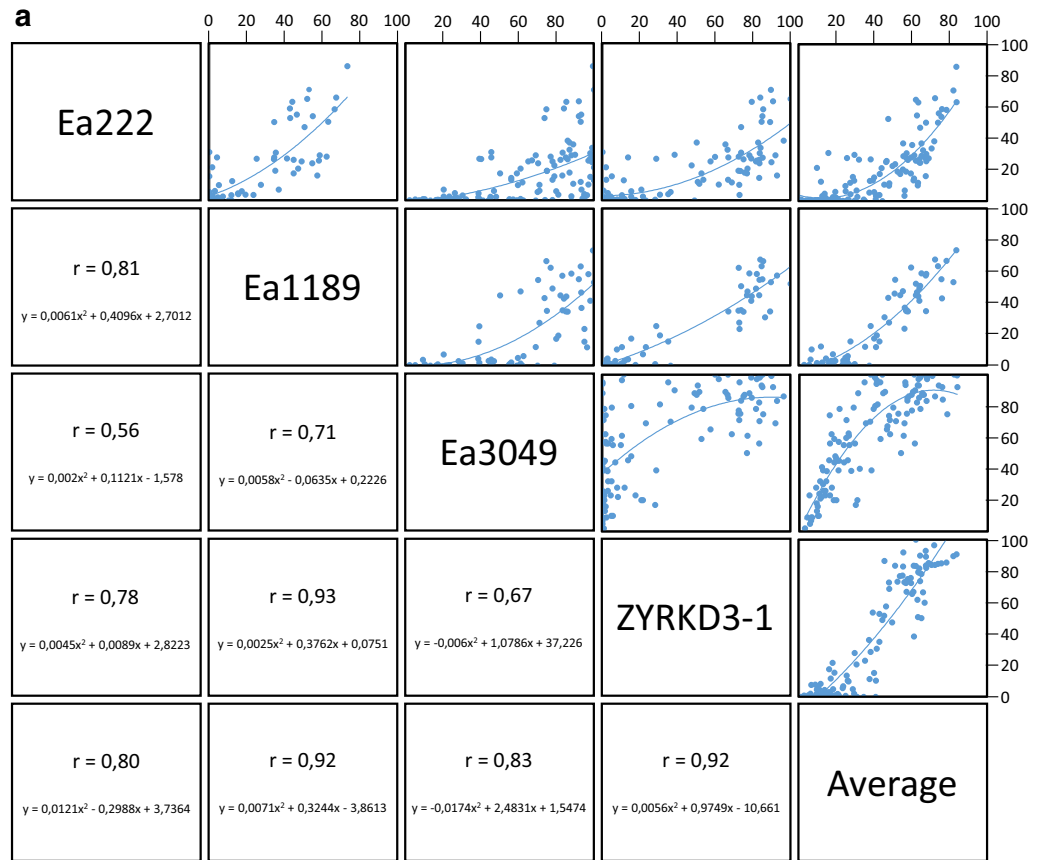 a
0 20 40 60 80 100 0 20 40 60 80 0 20 40 60 80 100 0 20 40 60 80 100
Ea222
100
80
60
40
20
r = 0,81
y = 0,0061x² + 0,4096x + 2,7012
Ea1189
100
80
60
40
20
0
r = 0,56
y = 0,002x² + 0,1121x - 1,578
r = 0,71
y = 0,0058x² - 0,0635x + 0,2226
Ea3049
80
60
40
20
r = 0,78
y = 0,0045x² + 0,0089x + 2,8223
r = 0,93
y = 0,0025x² + 0,3762x + 0,0751
r = 0,67
y = -0,006x² + 1,0786x + 37,226
ZYRKD3-1
100
80
60
40
20
0
r = 0,80
y = 0,0121x² - 0,2988x + 3,7364
r = 0,92
y = 0,0071x² + 0,3244x - 3,8613
r = 0,83
y = -0,0174x² + 2,4831x + 1,5474
r = 0,92
y = 0,0056x² + 0,9749x - 10,661
Average